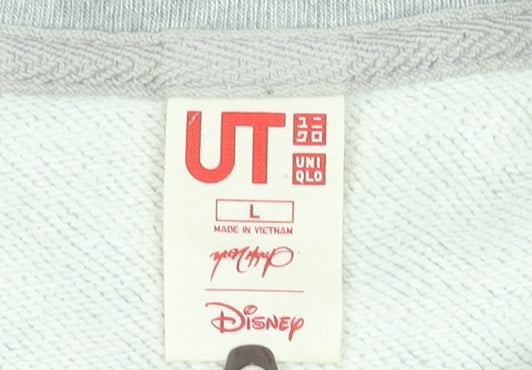 UT
ユニ
クロ
UNI
QLO
L
MADE IN VIETNAM
Disney